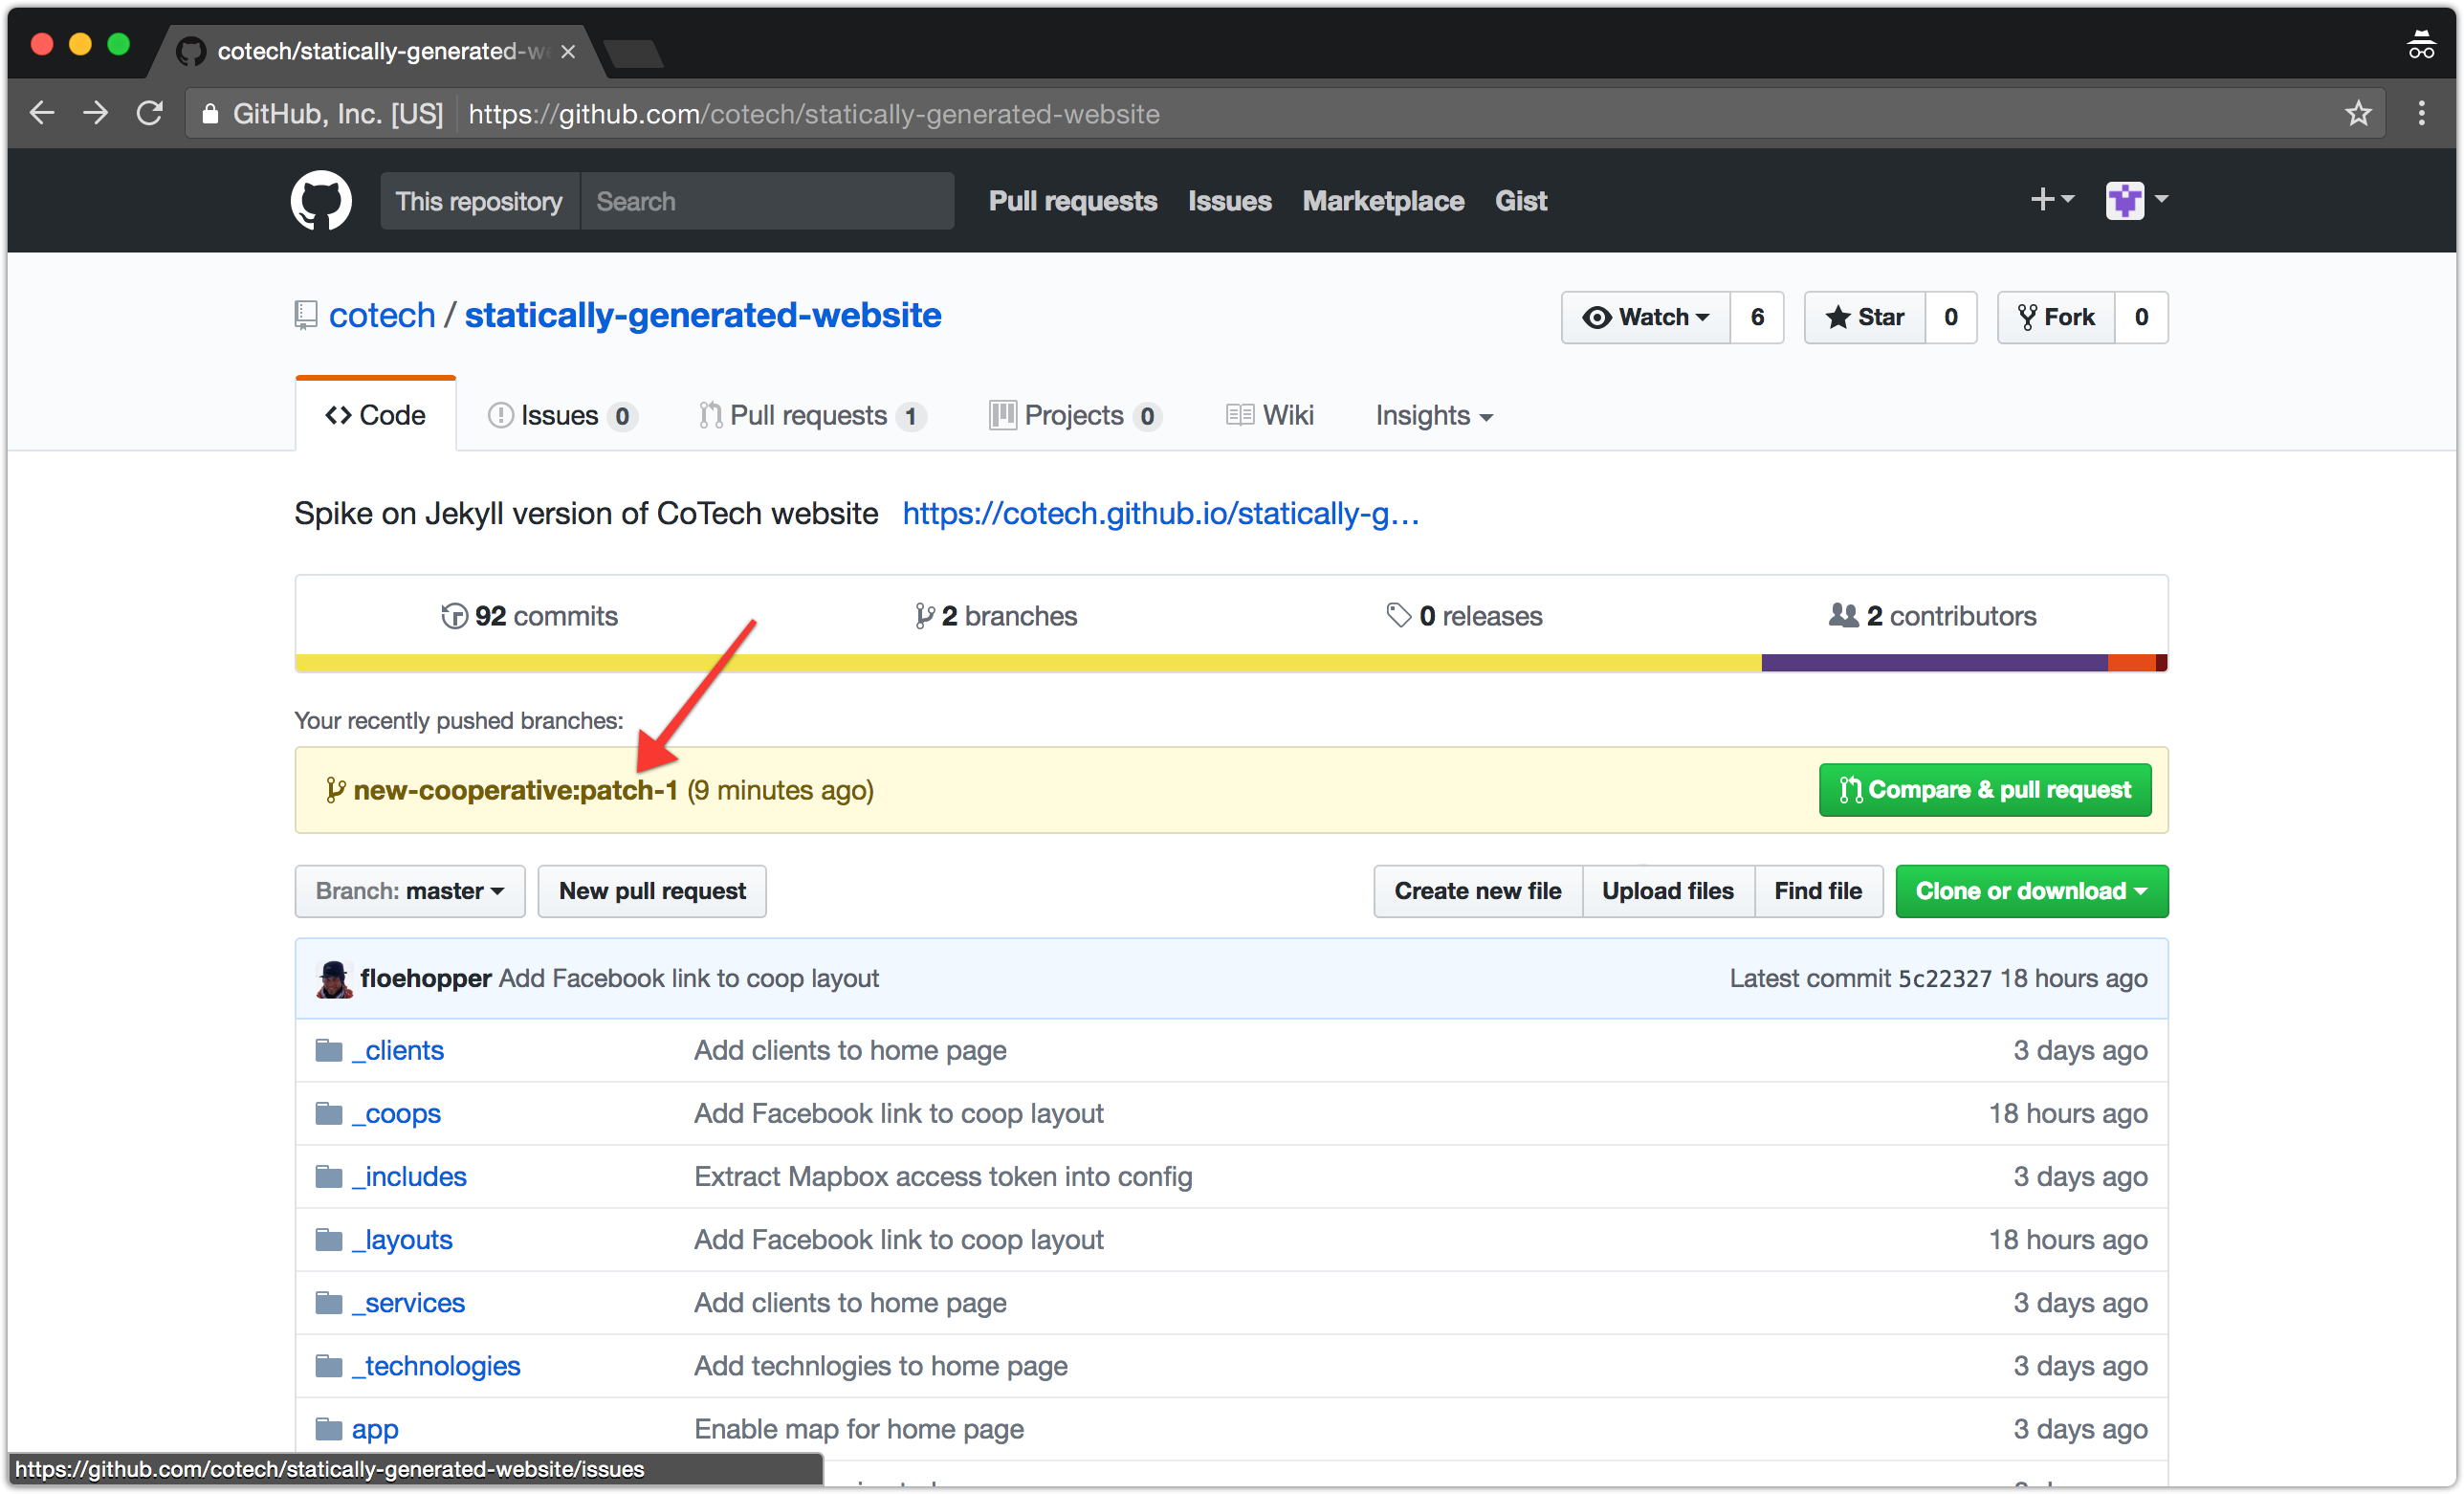 cotech/statically-generated-we
GitHub, Inc. [US] https://github.com/cotech/statically-generated-website
This repository Search Pull requests Issues Marketplace Gist
cotech / statically-generated-website Watch 6 Star 0 Fork 0
Code Issues 0 Pull requests 1 Projects 0 Wiki Insights
Spike on Jekyll version of CoTech website https://cotech.github.io/statically-g…
92 commits 2 branches 0 releases 2 contributors
Your recently pushed branches:
new-cooperative:patch-1 (9 minutes ago) Compare & pull request
Branch: master New pull request Create new file Upload files Find file Clone or download
floehopper Add Facebook link to coop layout Latest commit 5c22327 18 hours ago
_clients Add clients to home page 3 days ago
_coops Add Facebook link to coop layout 18 hours ago
_includes Extract Mapbox access token into config 3 days ago
_layouts Add Facebook link to coop layout 18 hours ago
_services Add clients to home page 3 days ago
_technologies Add technlogies to home page 3 days ago
app Enable map for home page 3 days ago
https://github.com/cotech/statically-generated-website/issues